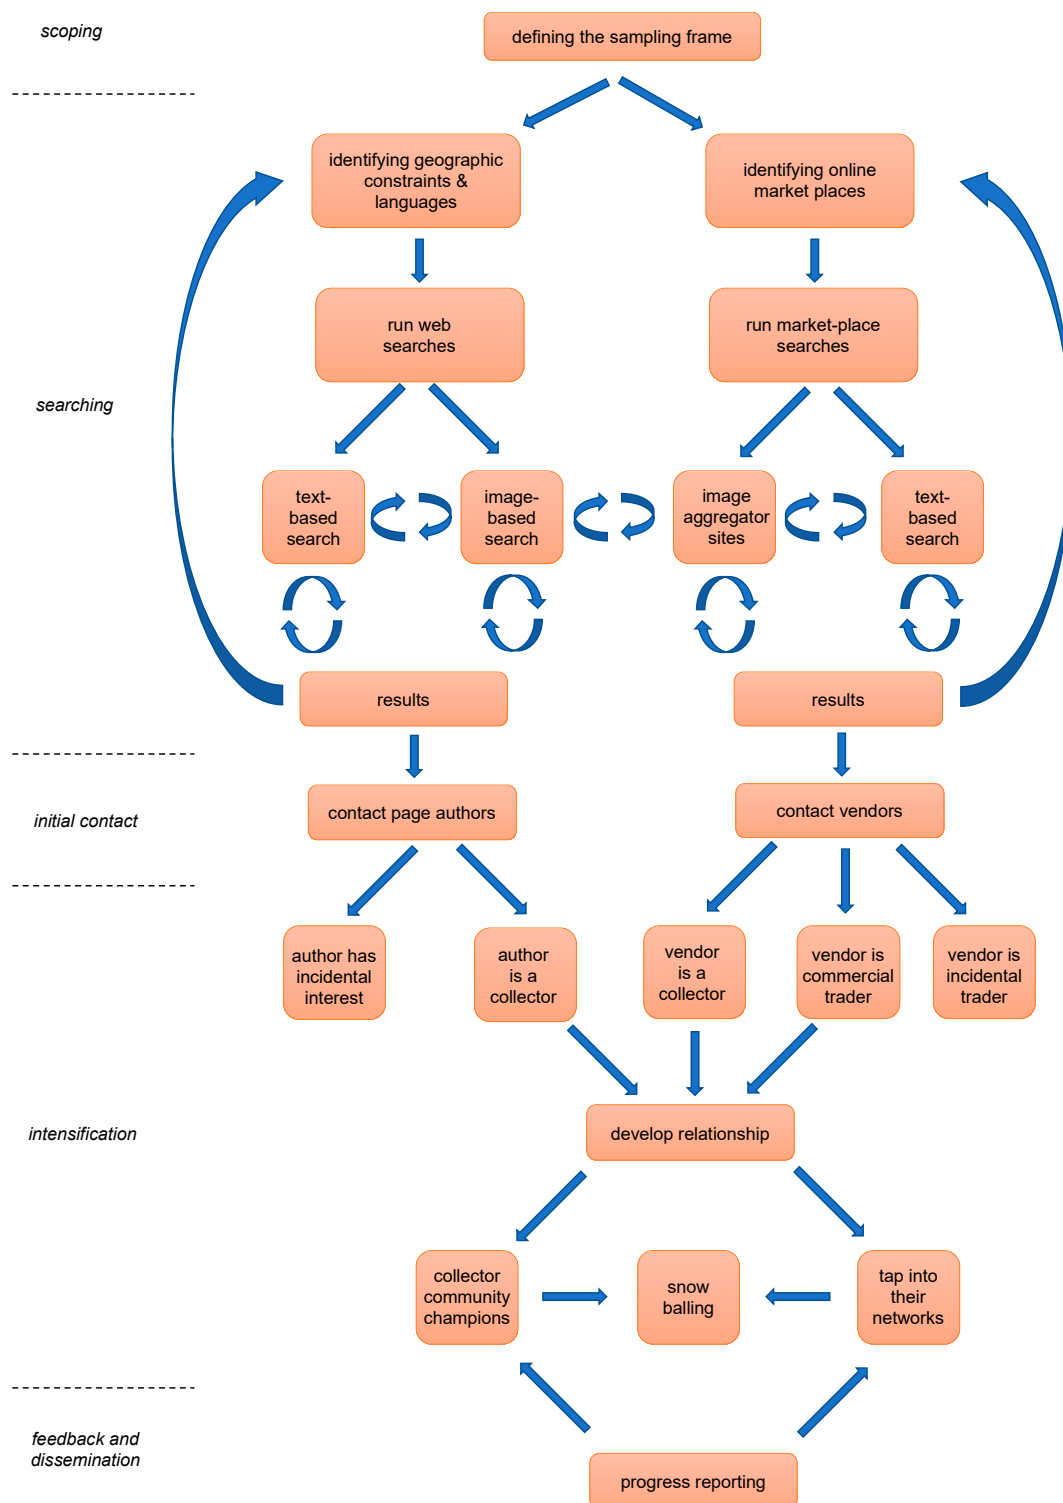 scoping
defining the sampling frame
identifying geographic
constraints &
languages
identifying online
market places
run web
searches
run market-place
searches
searching
text-
based
search
image-
based
search
image
aggregator
sites
text-
based
search
results
results
initial contact
contact page authors
contact vendors
author has
incidental
interest
author
is a
collector
vendor
is a
collector
vendor is
commercial
trader
vendor is
incidental
trader
intensification
develop relationship
collector
community
champions
snow
balling
tap into
their
networks
feedback and
dissemination
progress reporting